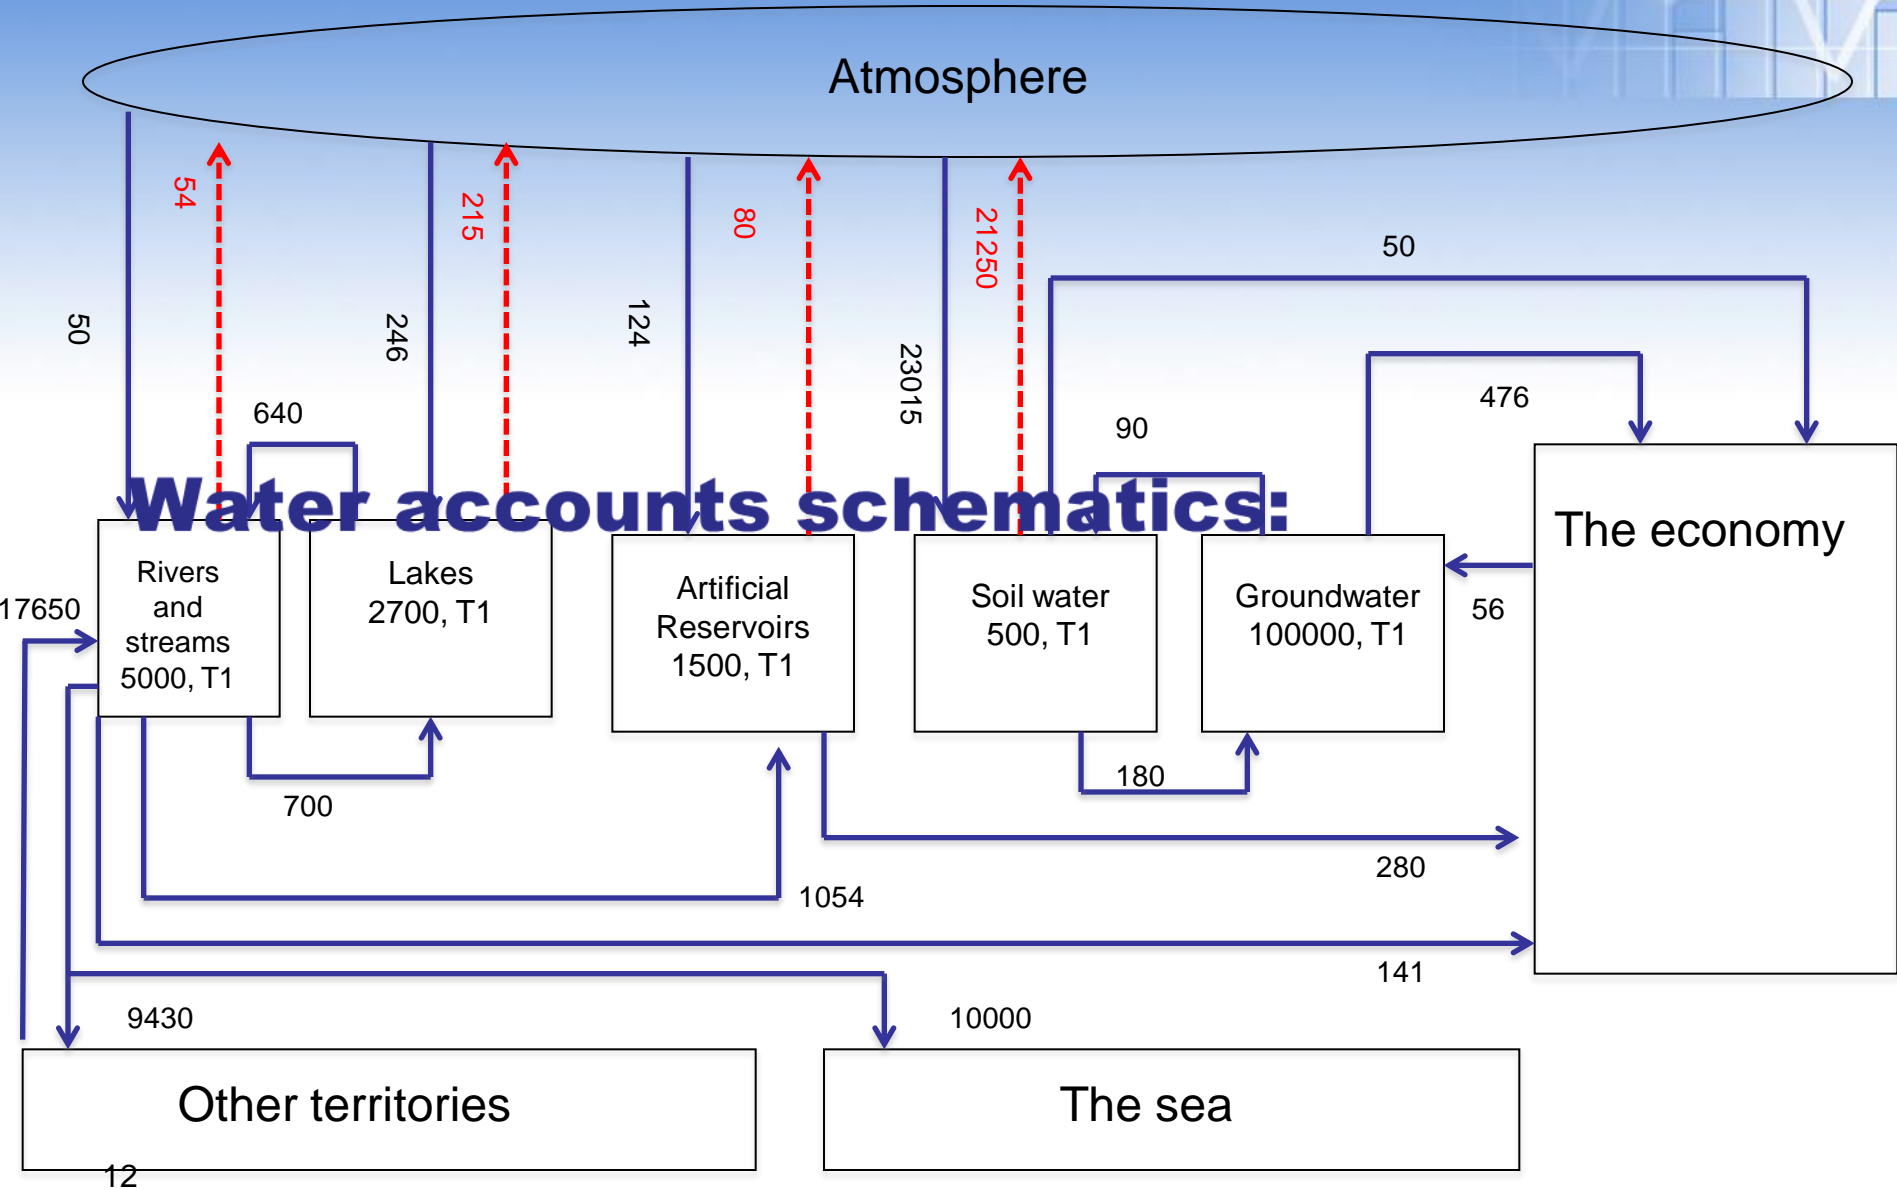 Atmosphere
54
215
80
21250
50
50
246
124
23015
640
90
476
Water accounts schematics:
Rivers
and
streams
5000, T1
Lakes
2700, T1
Artificial
Reservoirs
1500, T1
Soil water
500, T1
Groundwater
100000, T1
The economy
17650
56
700
180
280
1054
141
9430
10000
Other territories
The sea
12